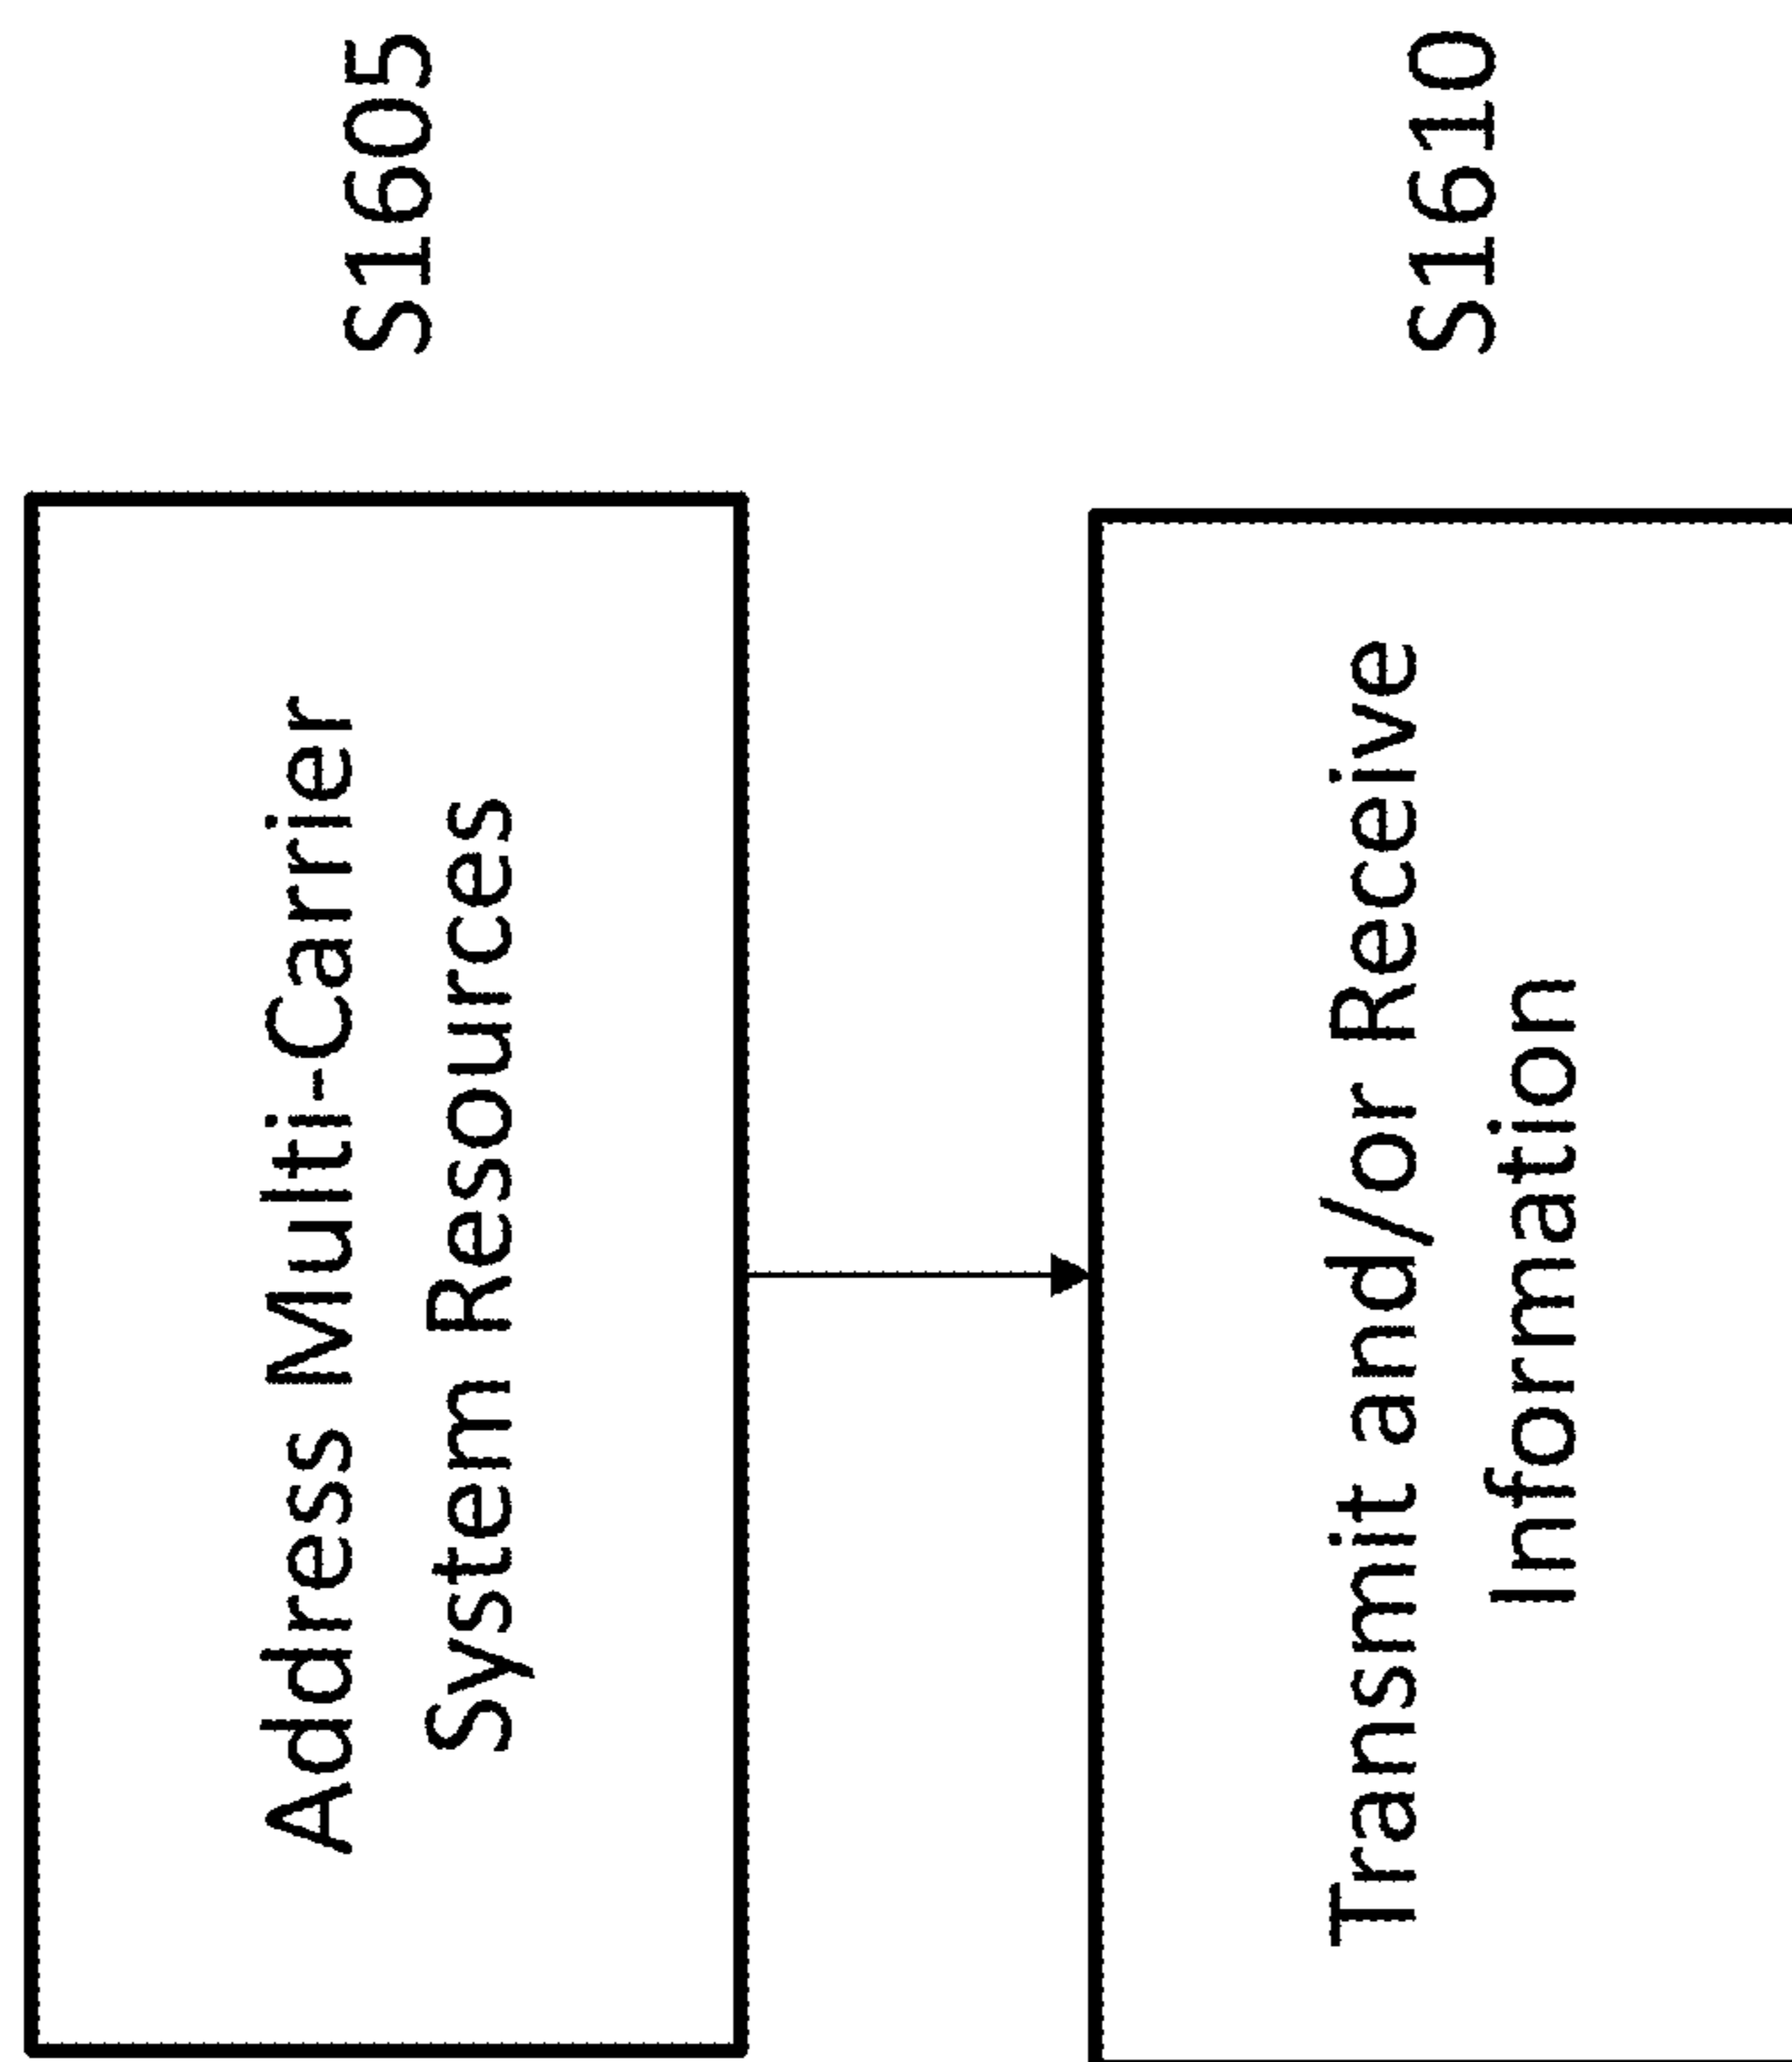 Address Multi-Carrier
System Resources
S1605
Transmit and/or Receive
Information
S1610